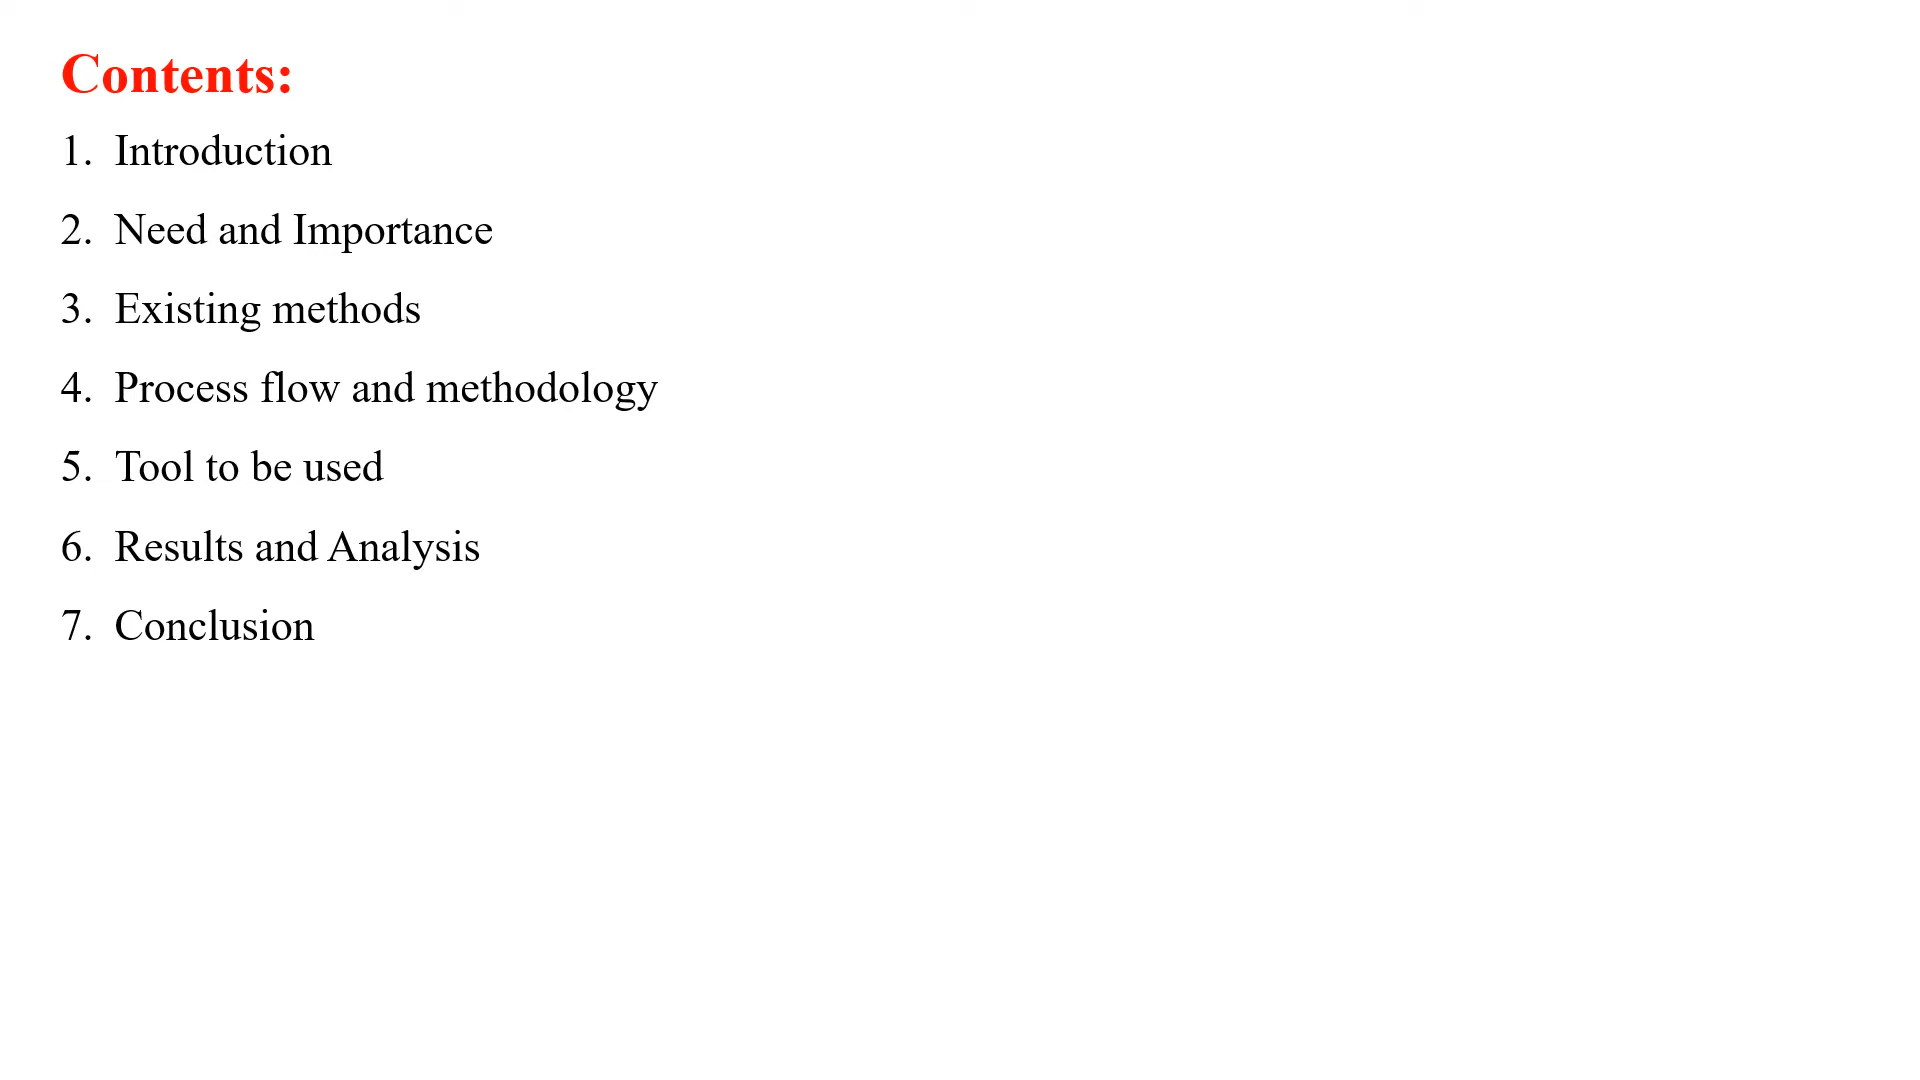 Contents:
1. Introduction
2. Need and Importance
3. Existing methods
4. Process flow and methodology
5. Tool to be used
6. Results and Analysis
7. Conclusion